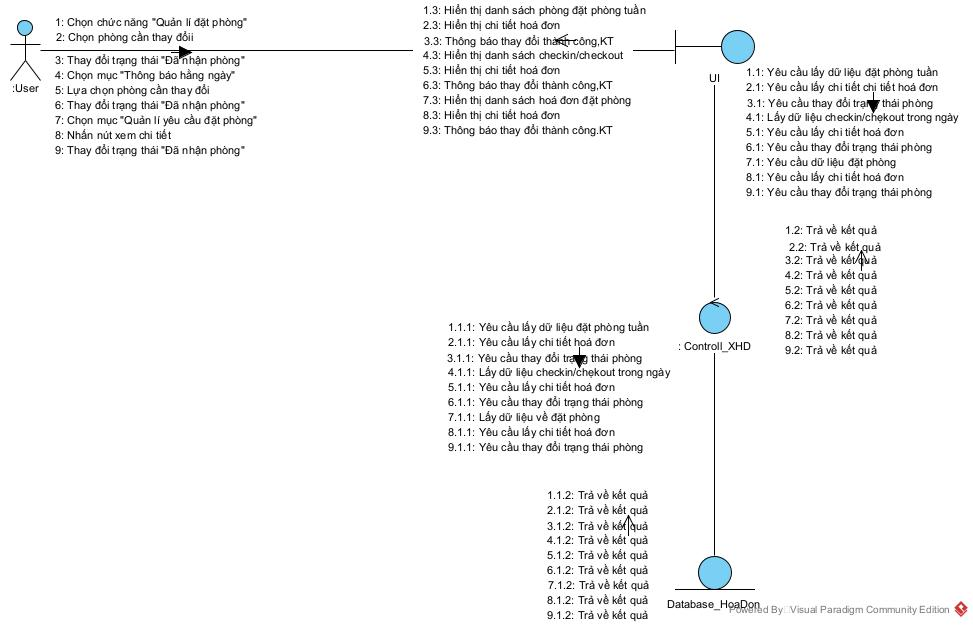 1: Chọn chức năng "Quản lí đặt phòng"
2: Chọn phòng cần thay đổii
3: Thay đổi trạng thái "Đã nhận phòng"
4: Chọn mục "Thông báo hằng ngày"
5: Lựa chọn phòng cần thay đổi
6: Thay đổi trạng thái "Đã nhận phòng"
7: Chọn mục "Quản lí yêu cầu đặt phòng"
8: Nhấn nút xem chi tiết
9: Thay đổi trạng thái "Đã nhận phòng"
:User
1.3: Hiển thị danh sách phòng đặt phòng tuần
2.3: Hiển thị chi tiết hoá đơn
3.3: Thông báo thay đổi thành công,KT
4.3: Hiển thị danh sách checkin/checkout
5.3: Hiển thị chi tiết hoá đơn
6.3: Thông báo thay đổi thành công,KT
7.3: Hiển thị danh sách hoá đơn đặt phòng
8.3: Hiển thị chi tiết hoá đơn
9.3: Thông báo thay đổi thành công.KT
UI
1.1: Yêu cầu lấy dữ liệu đặt phòng tuần
2.1: Yêu cầu lấy chi tiết chi tiết hoá đơn
3.1: Yêu cầu thay đổi trạng thái phòng
4.1: Lấy dữ liệu checkin/chekout trong ngày
5.1: Yêu cầu lấy chi tiết hoá đơn
6.1: Yêu cầu thay đổi trạng thái phòng
7.1: Yêu cầu dữ liệu đặt phòng
8.1: Yêu cầu lấy chi tiết hoá đơn
9.1: Yêu cầu thay đổi trạng thái phòng
1.2: Trả về kết quả
2.2: Trả về kết quả
3.2: Trả về kết quả
4.2: Trả về kết quả
5.2: Trả về kết quả
6.2: Trả về kết quả
7.2: Trả về kết quả
8.2: Trả về kết quả
9.2: Trả về kết quả
: Controll_XHD
1.1.1: Yêu cầu lấy dữ liệu đặt phòng tuần
2.1.1: Yêu cầu lấy chi tiết hoá đơn
3.1.1: Yêu cầu thay đổi trạng thái phòng
4.1.1: Lấy dữ liệu checkin/chekout trong ngày
5.1.1: Yêu cầu lấy chi tiết hoá đơn
6.1.1: Yêu cầu thay đổi trạng thái phòng
7.1.1: Lấy dữ liệu về đặt phòng
8.1.1: Yêu cầu lấy chi tiết hoá đơn
9.1.1: Yêu cầu thay đổi trạng thái phòng
1.1.2: Trả về kết quả
2.1.2: Trả về kết quả
3.1.2: Trả về kết quả
4.1.2: Trả về kết quả
5.1.2: Trả về kết quả
6.1.2: Trả về kết quả
7.1.2: Trả về kết quả
8.1.2: Trả về kết quả
9.1.2: Trả về kết quả
Database_HoaDon
Powered By Visual Paradigm Community Edition